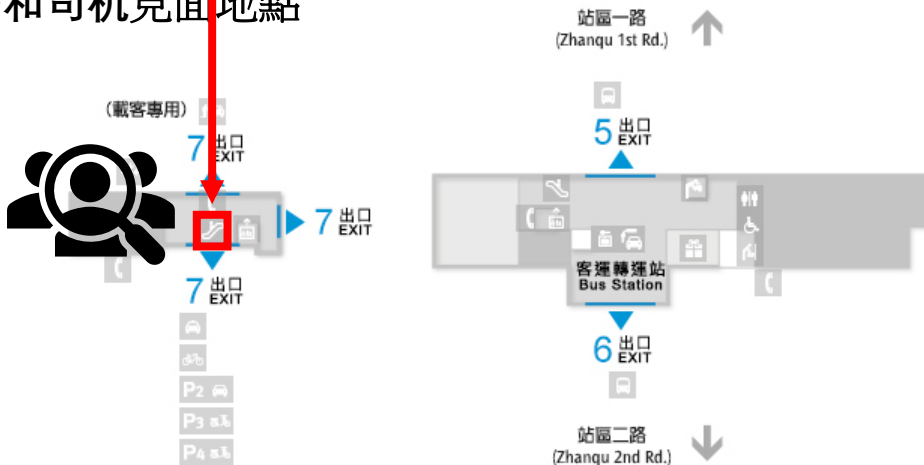 和司机見面地點
站區一路
(Zhanqu 1st Rd.)
(載客專用)
7 出口 EXIT
5 出口 EXIT
7 出口 EXIT
7 出口 EXIT
客運轉運站
Bus Station
6 出口 EXIT
P2
P3
P4
站區二路
(Zhanqu 2nd Rd.)